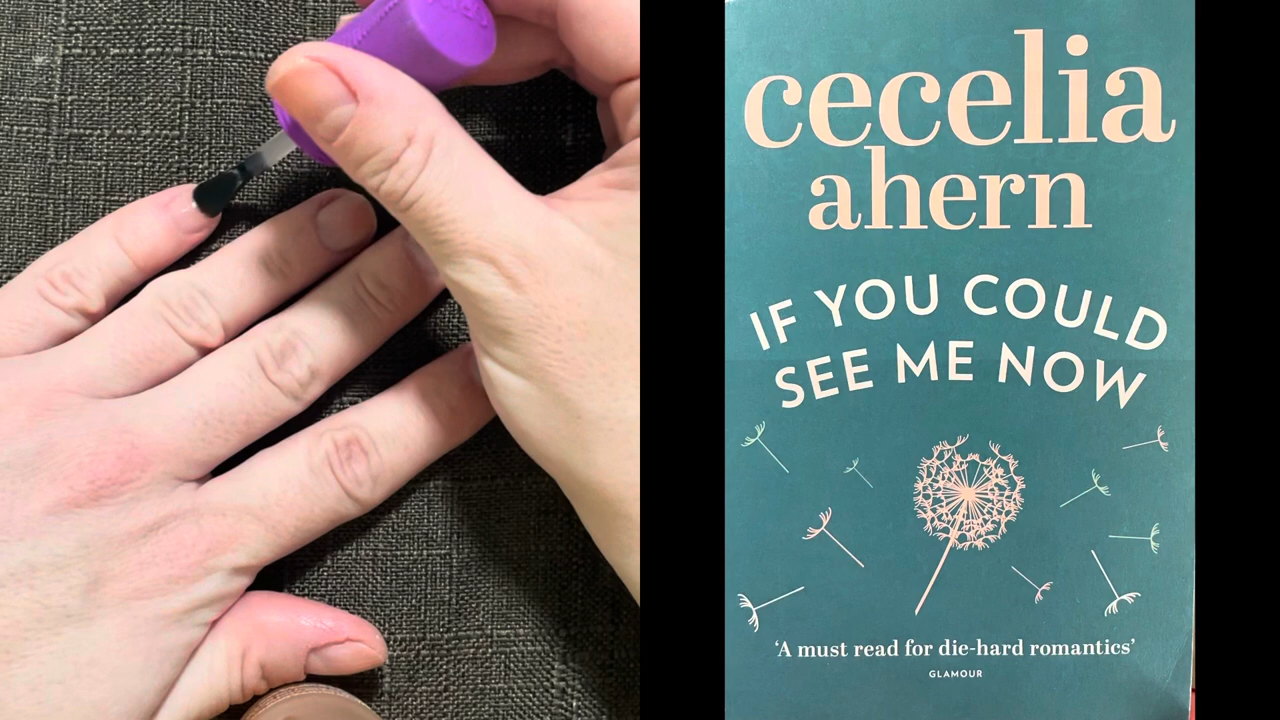 cecelia
ahern
IF YOU COULD
SEE ME NOW
‘A must read for die-hard romantics’
GLAMOUR